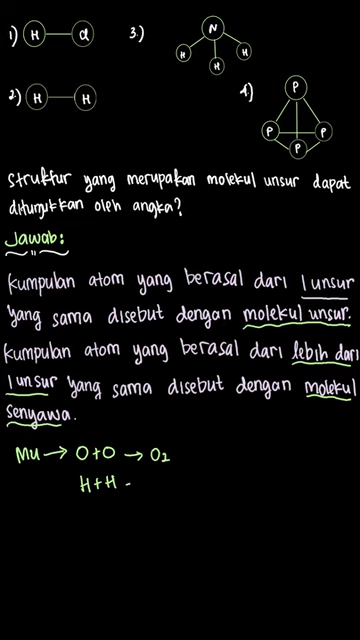 1) H — Cl
3.) N H H H
2.) H — H
4) P P P P
Struktur yang merupakan molekul unsur dapat
ditunjukkan oleh angka?
Jawab:
Kumpulan atom yang berasal dari 1 unsur
yang sama disebut dengan molekul unsur.
Kumpulan atom yang berasal dari lebih dari
1 unsur yang sama disebut dengan molekul
senyawa.
MU → O + O → O₂
H + H -